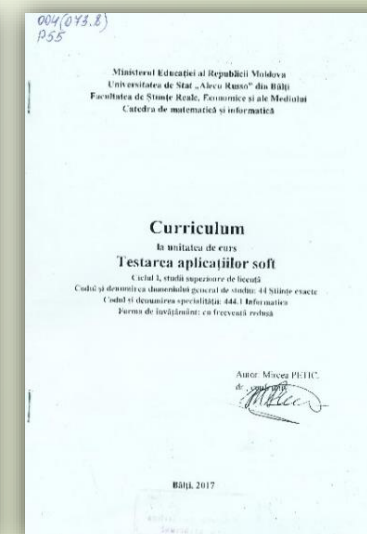 004(073.8)
P55
Ministerul Educației al Republicii Moldova
Universitatea de Stat „Alecu Russo” din Bălți
Facultatea de Științe Reale, Economice și ale Mediului
Catedra de matematică și informatică
Curriculum
la unitatea de curs
Testarea aplicațiilor soft
Ciclul I, studii superioare de licență
Codul și denumirea domeniului general de studiu: 44 Științe exacte
Codul și denumirea specialității: 444.1 Informatica
Forma de învățământ: cu frecvență redusă
Autor: Mircea PETIC,
dr.
Bălți, 2017